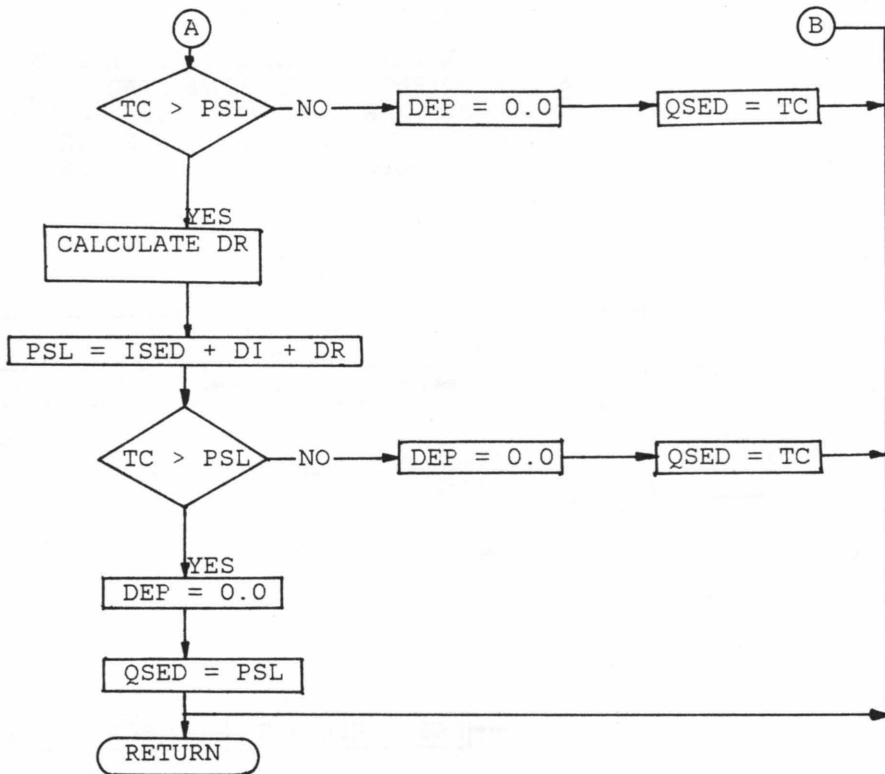 A
B
TC > PSL
NO
DEP = 0.0
QSED = TC
YES
CALCULATE DR
PSL = ISED + DI + DR
TC > PSL
NO
DEP = 0.0
QSED = TC
YES
DEP = 0.0
QSED = PSL
RETURN